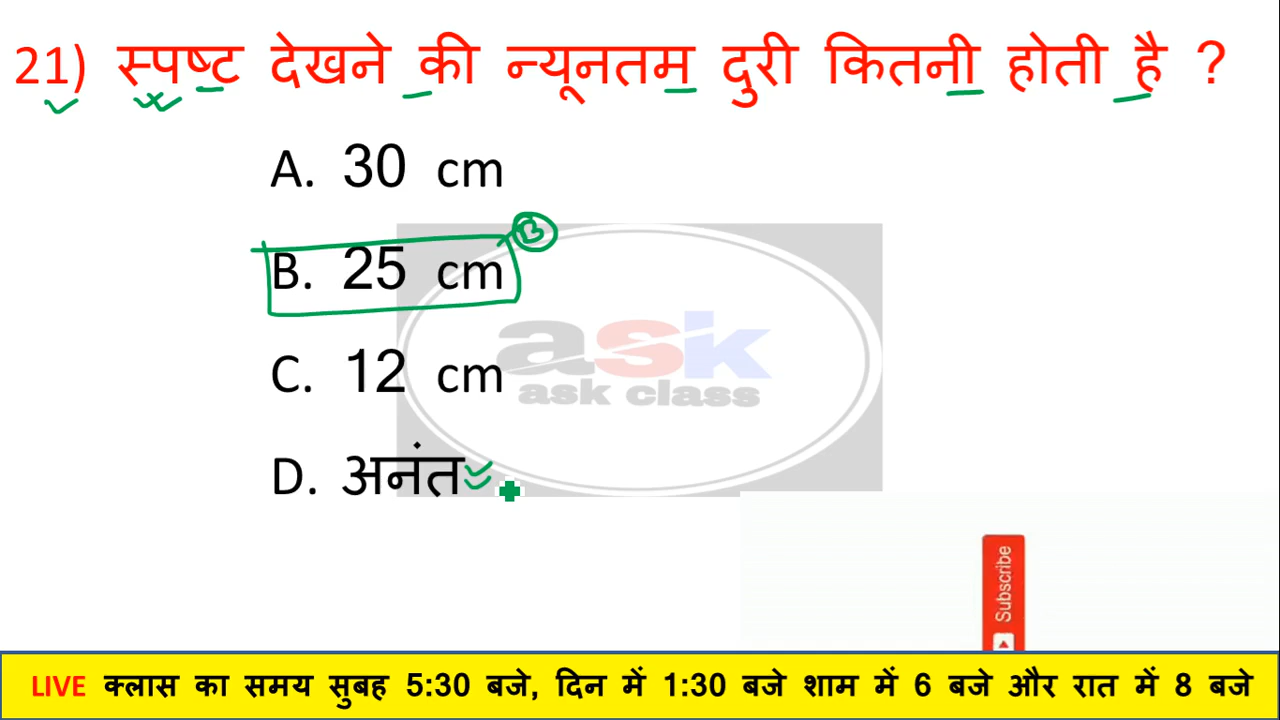 21) स्पष्ट देखने की न्यूनतम दुरी कितनी होती है ?
A. 30 cm
B
B. 25 cm
ask
C. 12 cm
ask class
D. अनंत
Subscribe
LIVE क्लास का समय सुबह 5:30 बजे, दिन में 1:30 बजे शाम में 6 बजे और रात में 8 बजे